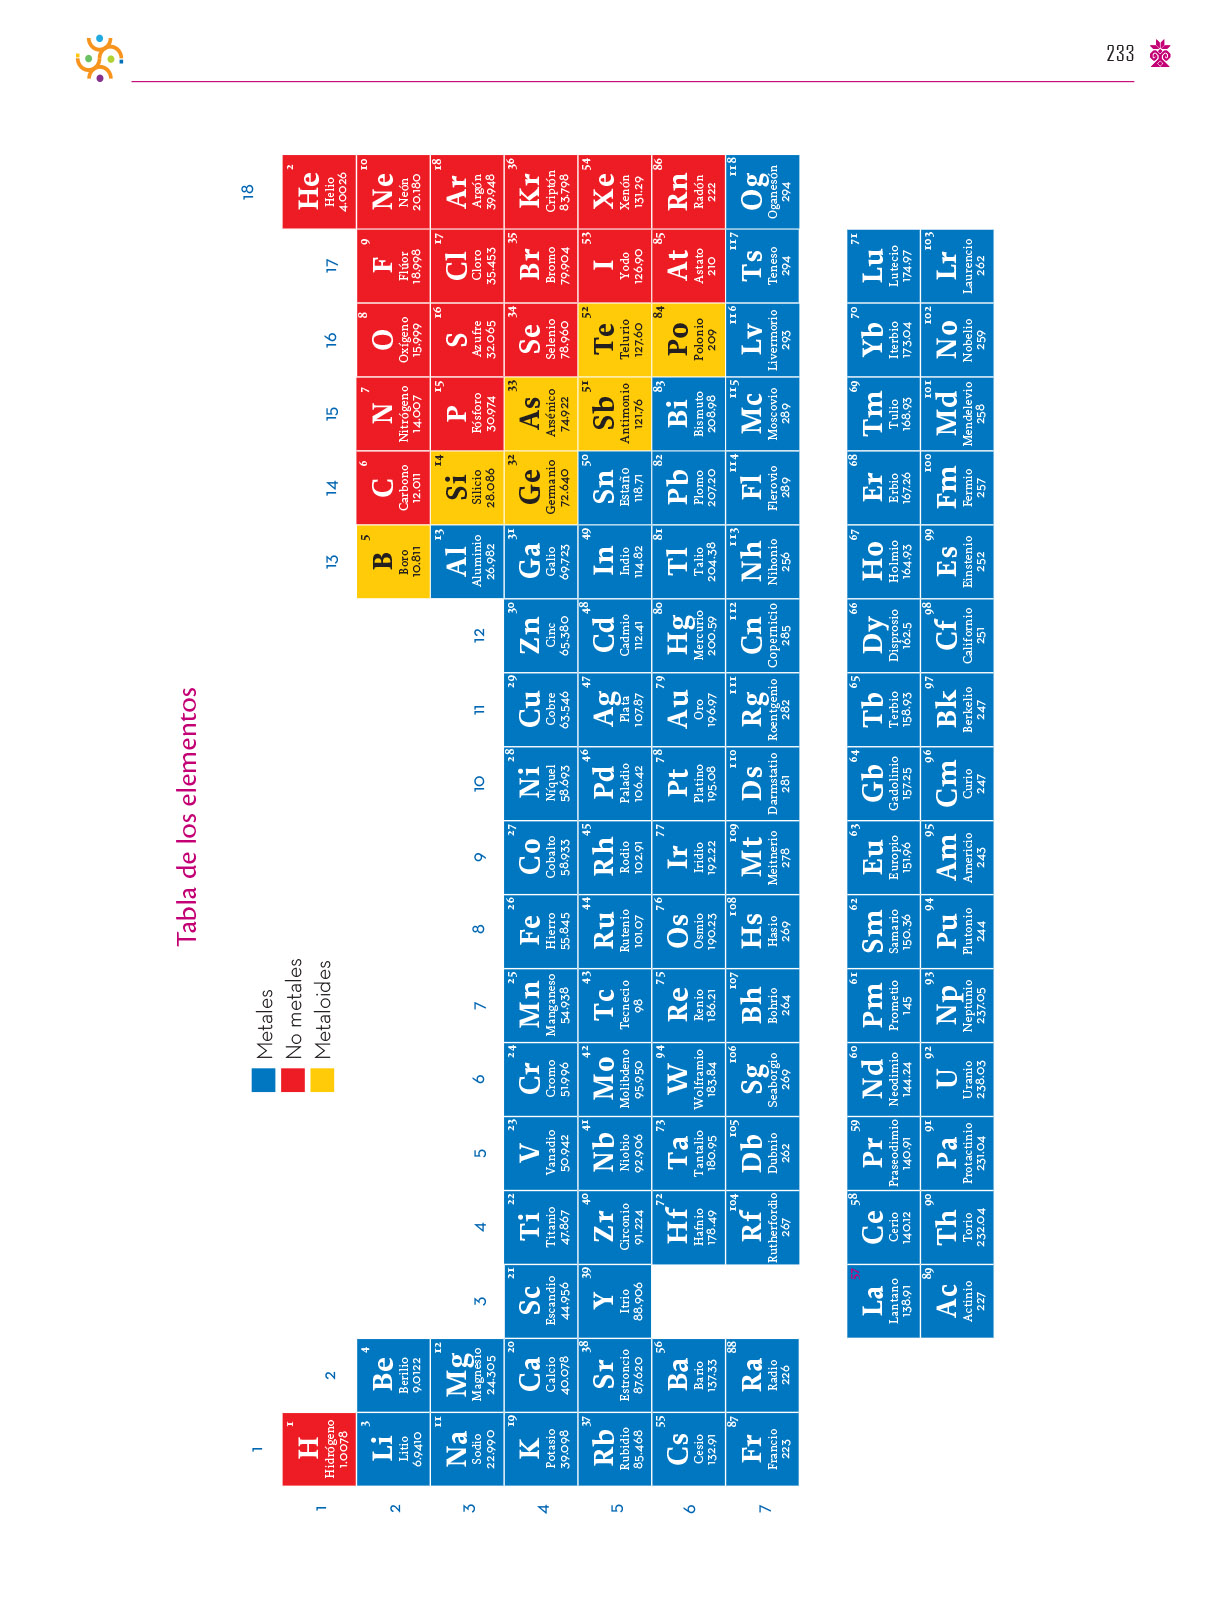 233
Tabla de los elementos
Metales
No metales
Metaloides
1
18
1
H
Hidrógeno
1.0078
2
He
Helio
4.0026
1
2
13
14
15
16
17
3
Li
Litio
6.9410
4
Be
Berilio
9.0122
5
B
Boro
10.811
6
C
Carbono
12.011
7
N
Nitrógeno
14.007
8
O
Oxígeno
15.999
9
F
Flúor
18.998
10
Ne
Neón
20.180
2
11
Na
Sodio
22.990
12
Mg
Magnesio
24.305
13
Al
Aluminio
26.982
14
Si
Silicio
28.086
15
P
Fósforo
30.974
16
S
Azufre
32.065
17
Cl
Cloro
35.453
18
Ar
Argón
39.948
3
3
4
5
6
7
8
9
10
11
12
19
K
Potasio
39.098
20
Ca
Calcio
40.078
21
Sc
Escandio
44.956
22
Ti
Titanio
47.867
23
V
Vanadio
50.942
24
Cr
Cromo
51.996
25
Mn
Manganeso
54.938
26
Fe
Hierro
55.845
27
Co
Cobalto
58.933
28
Ni
Níquel
58.693
29
Cu
Cobre
63.546
30
Zn
Cinc
65.380
31
Ga
Galio
69.723
32
Ge
Germanio
72.640
33
As
Arsénico
74.922
34
Se
Selenio
78.960
35
Br
Bromo
79.904
36
Kr
Criptón
83.798
4
37
Rb
Rubidio
85.468
38
Sr
Estroncio
87.620
39
Y
Itrio
88.906
40
Zr
Circonio
91.224
41
Nb
Niobio
92.906
42
Mo
Molibdeno
95.950
43
Tc
Tecnecio
98
44
Ru
Rutenio
101.07
45
Rh
Rodio
102.91
46
Pd
Paladio
106.42
47
Ag
Plata
107.87
48
Cd
Cadmio
112.41
49
In
Indio
114.82
50
Sn
Estaño
118.71
51
Sb
Antimonio
121.76
52
Te
Telurio
127.60
53
I
Yodo
126.90
54
Xe
Xenón
131.29
5
55
Cs
Cesio
132.91
56
Ba
Bario
137.33
72
Hf
Hafnio
178.49
73
Ta
Tantalio
180.95
94
W
Wolframio
183.84
75
Re
Renio
186.21
76
Os
Osmio
190.23
77
Ir
Iridio
192.22
78
Pt
Platino
195.08
79
Au
Oro
196.97
80
Hg
Mercurio
200.59
81
Tl
Talio
204.38
82
Pb
Plomo
207.20
83
Bi
Bismuto
208.98
84
Po
Polonio
209
85
At
Astato
210
86
Rn
Radón
222
6
87
Fr
Francio
223
88
Ra
Radio
226
104
Rf
Rutherfordio
267
105
Db
Dubnio
262
106
Sg
Seaborgio
269
107
Bh
Bohrio
264
108
Hs
Hasio
269
109
Mt
Meitnerio
278
110
Ds
Darmstatio
281
111
Rg
Roentgenio
282
112
Cn
Copernicio
285
113
Nh
Nihonio
256
114
Fl
Flerovio
289
115
Mc
Moscovio
289
116
Lv
Livermorio
293
117
Ts
Teneso
294
118
Og
Oganesón
294
7
57
La
Lantano
138.91
58
Ce
Cerio
140.12
59
Pr
Praseodimio
140.91
60
Nd
Neodimio
144.24
61
Pm
Prometio
145
62
Sm
Samario
150.36
63
Eu
Europio
151.96
64
Gb
Gadolinio
157.25
65
Tb
Terbio
158.93
66
Dy
Disprosio
162.5
67
Ho
Holmio
164.93
68
Er
Erbio
167.26
69
Tm
Tulio
168.93
70
Yb
Iterbio
173.04
71
Lu
Lutecio
174.97
89
Ac
Actinio
227
90
Th
Torio
232.04
91
Pa
Protactinio
231.04
92
U
Uranio
238.03
93
Np
Neptunio
237.05
94
Pu
Plutonio
244
95
Am
Americio
243
96
Cm
Curio
247
97
Bk
Berkelio
247
98
Cf
Californio
251
99
Es
Einstenio
252
100
Fm
Fermio
257
101
Md
Mendelevio
258
102
No
Nobelio
259
103
Lr
Laurencio
262